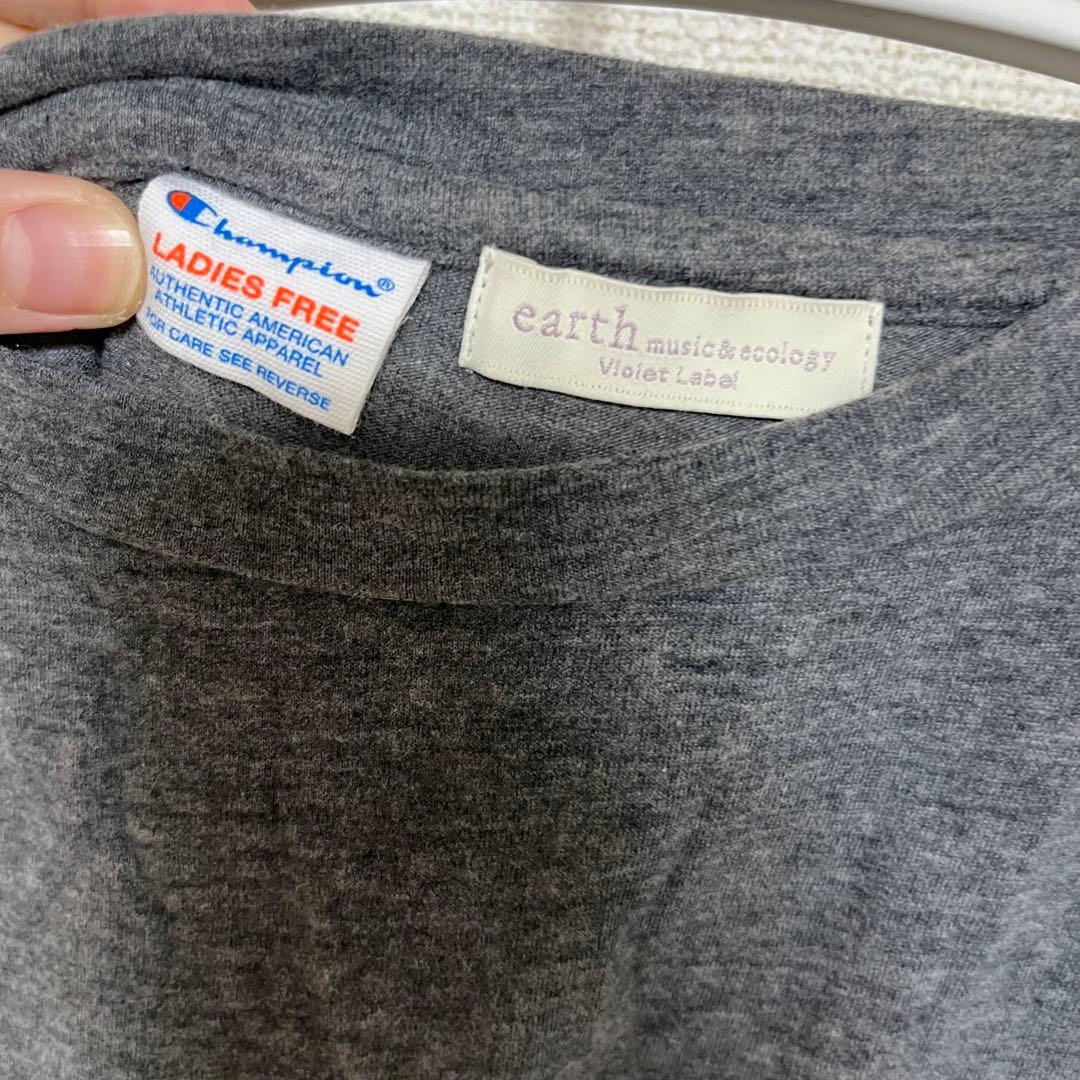 Champion®
LADIES FREE
AUTHENTIC AMERICAN
ATHLETIC APPAREL
FOR CARE SEE REVERSE
earth music&ecology
Violet Label